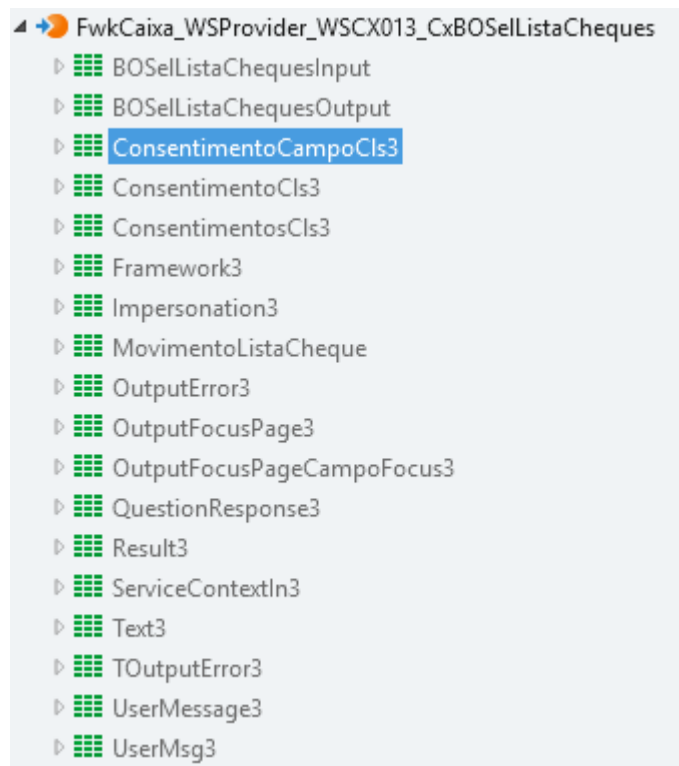 FwkCaixa_WSProvider_WSCX013_CxBOSelListaCheques
BOSelListaChequesInput
BOSelListaChequesOutput
ConsentimentoCampoCls3
ConsentimentoCls3
ConsentimentosCls3
Framework3
Impersonation3
MovimentoListaCheque
OutputError3
OutputFocusPage3
OutputFocusPageCampoFocus3
QuestionResponse3
Result3
ServiceContextIn3
Text3
TOutputError3
UserMessage3
UserMsg3